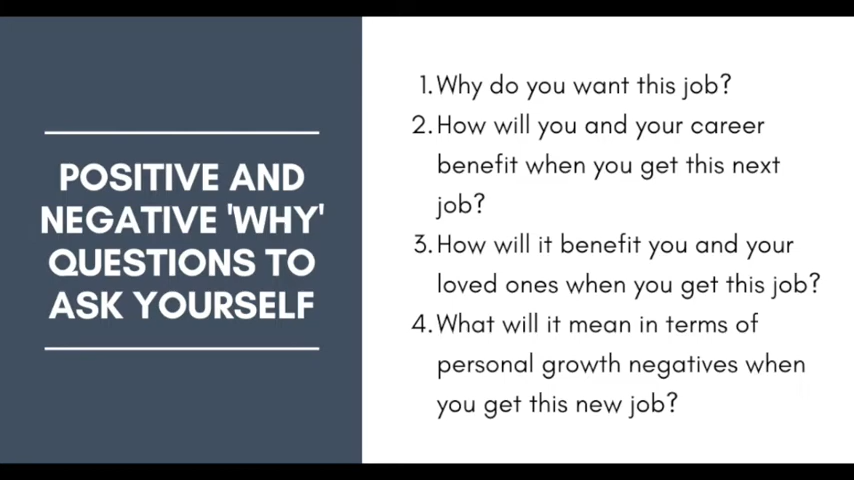 POSITIVE AND
NEGATIVE 'WHY'
QUESTIONS TO
ASK YOURSELF
1. Why do you want this job?
2. How will you and your career
benefit when you get this next
job?
3. How will it benefit you and your
loved ones when you get this job?
4. What will it mean in terms of
personal growth negatives when
you get this new job?